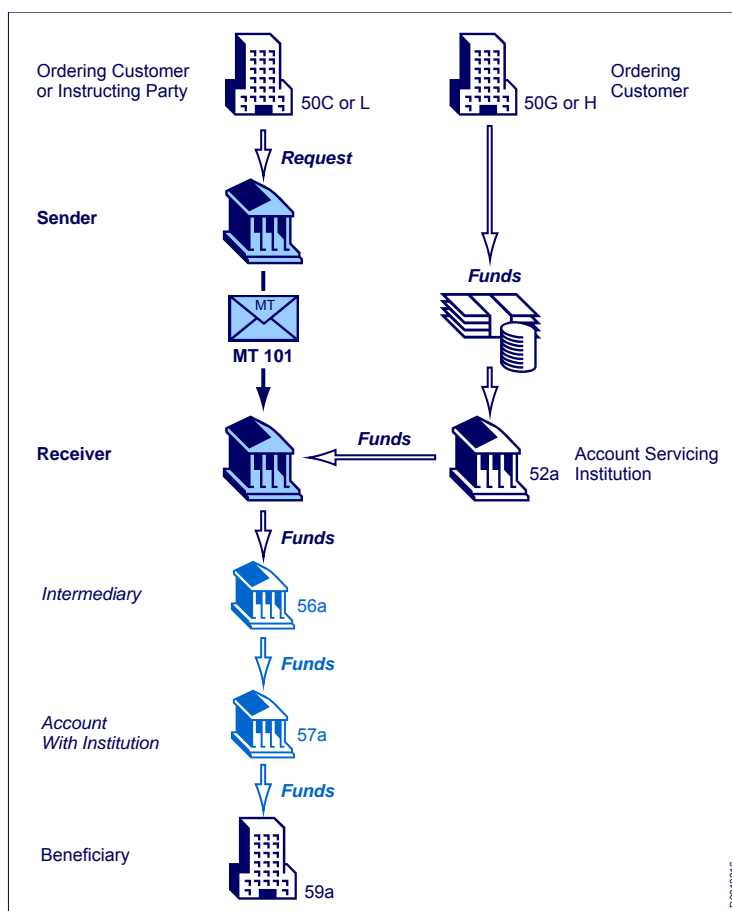 Ordering Customer
or Instructing Party
50C or L
50G or H
Ordering
Customer
Request
Sender
Funds
MT
MT 101
Receiver
Funds
52a
Account Servicing
Institution
Funds
Intermediary
56a
Funds
Account
With Institution
57a
Funds
Beneficiary
59a